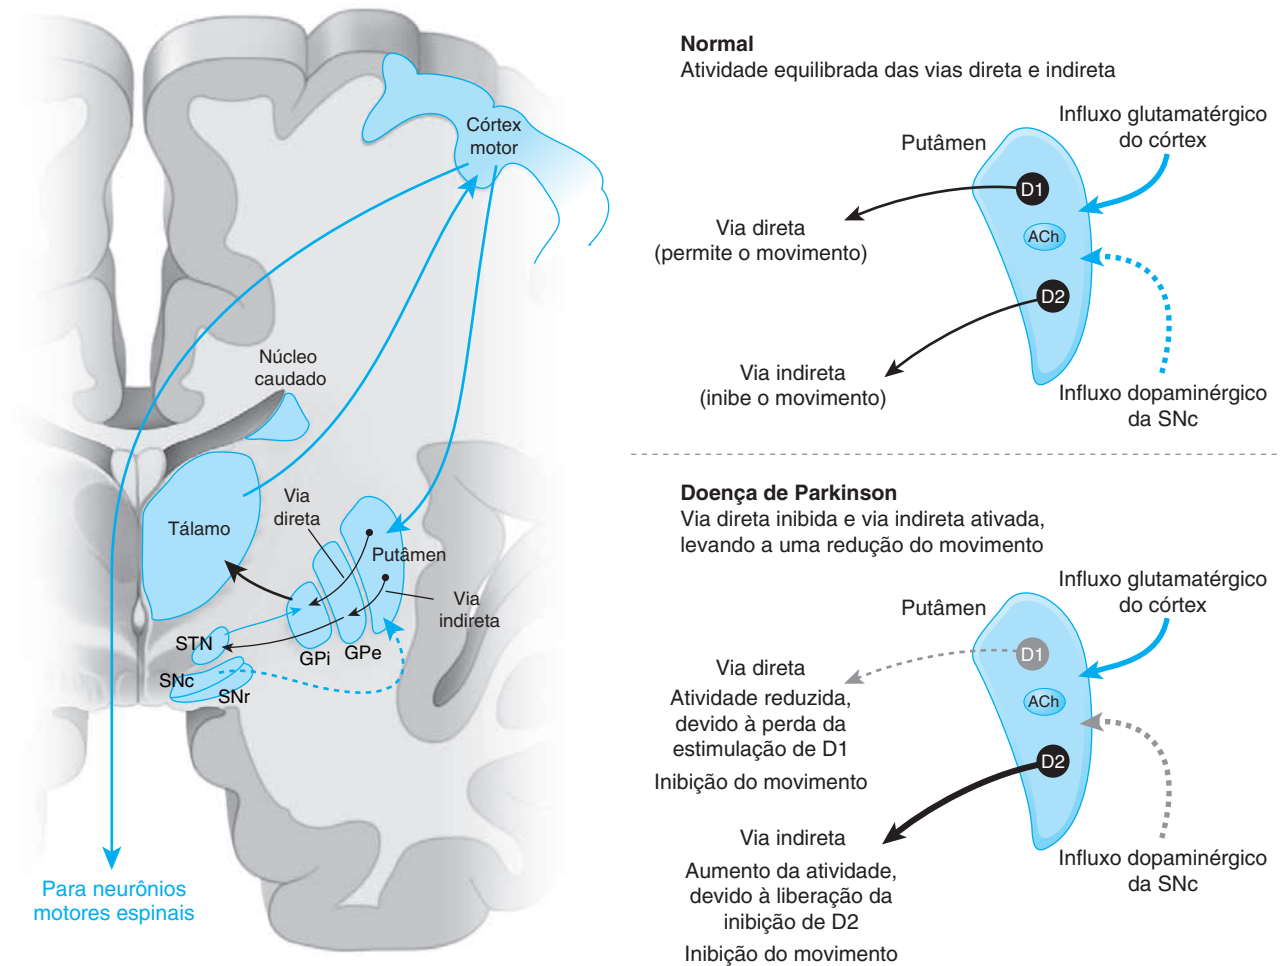 Córtex
motor
Núcleo
caudado
Via
direta
Tálamo
Putâmen
Via
indireta
STN
GPi
GPe
SNc
SNr
Para neurônios
motores espinais
Normal
Atividade equilibrada das vias direta e indireta
Influxo glutamatérgico
do córtex
Putâmen
D1
Via direta
(permite o movimento)
ACh
D2
Via indireta
(inibe o movimento)
Influxo dopaminérgico
da SNc
Doença de Parkinson
Via direta inibida e via indireta ativada,
levando a uma redução do movimento
Influxo glutamatérgico
do córtex
Putâmen
D1
Via direta
Atividade reduzida,
devido à perda da
estimulação de D1
Inibição do movimento
ACh
D2
Via indireta
Aumento da atividade,
devido à liberação da
inibição de D2
Inibição do movimento
Influxo dopaminérgico
da SNc